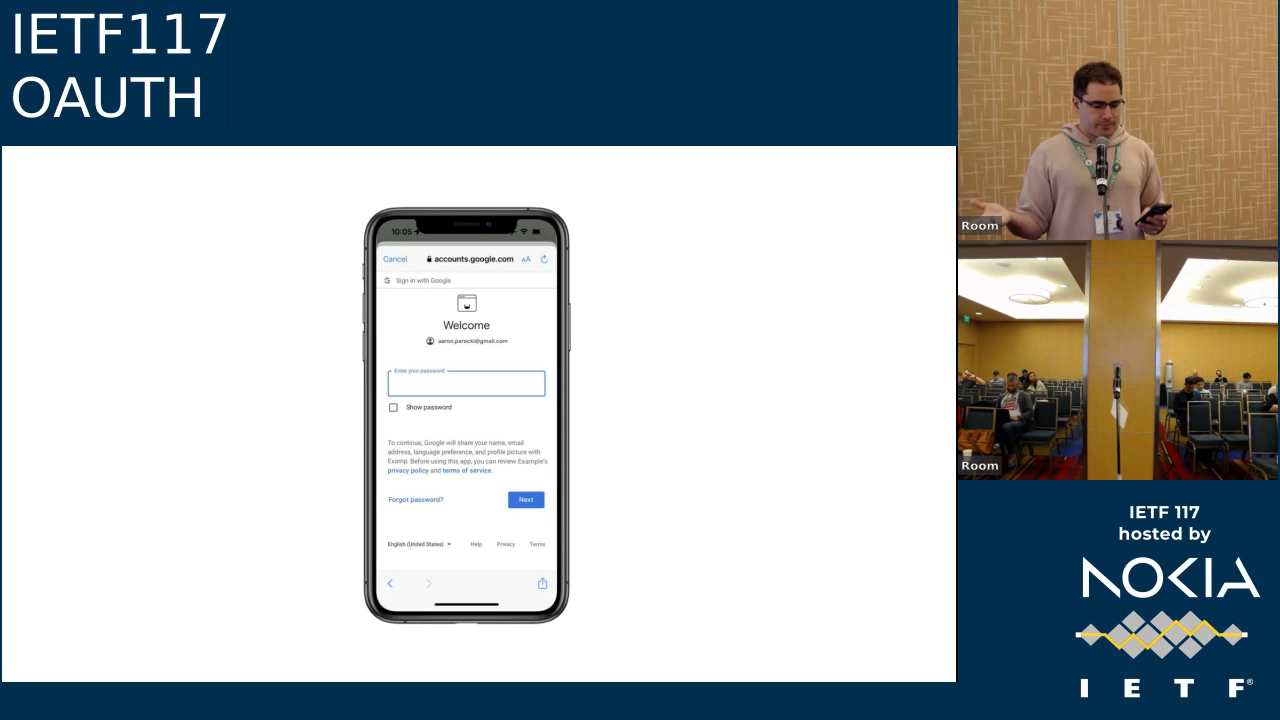 IETF117
OAUTH
10:05
Cancel
accounts.google.com
AA
G Sign in with Google
Welcome
aaron.parecki@gmail.com
Enter your password
Show password
To continue, Google will share your name, email
address, language preference, and profile picture with
Examp. Before using this app, you can review Example's
privacy policy and terms of service.
Forgot password?
Next
English (United States)
Help
Privacy
Terms
Room
Room
IETF 117
hosted by
NOKIA
I E T F®